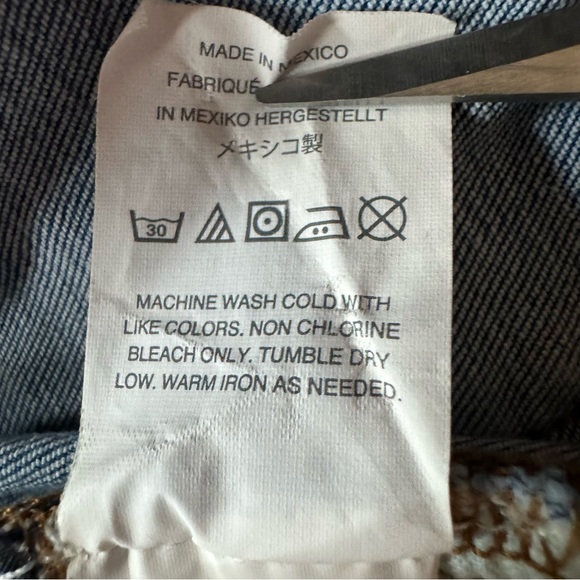 MADE IN MEXICO
FABRIQUÉ
IN MEXIKO HERGESTELLT
メキシコ製
30
MACHINE WASH COLD WITH
LIKE COLORS. NON CHLORINE
BLEACH ONLY. TUMBLE DRY
LOW. WARM IRON AS NEEDED.